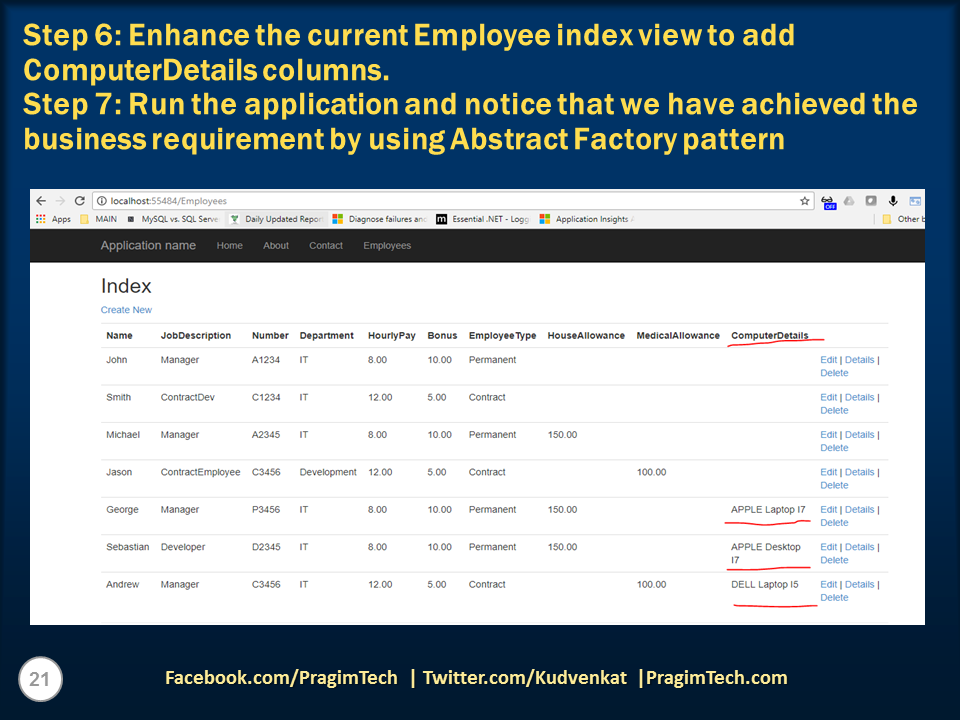 Step 6: Enhance the current Employee index view to add
ComputerDetails columns.
Step 7: Run the application and notice that we have achieved the
business requirement by using Abstract Factory pattern
localhost:55484/Employees
OFF
Apps MAIN MySQL vs. SQL Serve Daily Updated Repor Diagnose failures an m Essential .NET - Logg Application Insights Other b
Application name Home About Contact Employees
Index
Create New
Name JobDescription Number Department HourlyPay Bonus EmployeeType HouseAllowance MedicalAllowance ComputerDetails
John Manager A1234 IT 8.00 10.00 Permanent Edit | Details |
Delete
Smith ContractDev C1234 IT 12.00 5.00 Contract Edit | Details |
Delete
Michael Manager A2345 IT 8.00 10.00 Permanent 150.00 Edit | Details |
Delete
Jason ContractEmployee C3456 Development 12.00 5.00 Contract 100.00 Edit | Details |
Delete
George Manager P3456 IT 8.00 10.00 Permanent 150.00 APPLE Laptop I7 Edit | Details |
Delete
Sebastian Developer D2345 IT 8.00 10.00 Permanent 150.00 APPLE Desktop Edit | Details |
I7 Delete
Andrew Manager C3456 IT 12.00 5.00 Contract 100.00 DELL Laptop I5 Edit | Details |
Delete
21
Facebook.com/PragimTech | Twitter.com/Kudvenkat |PragimTech.com